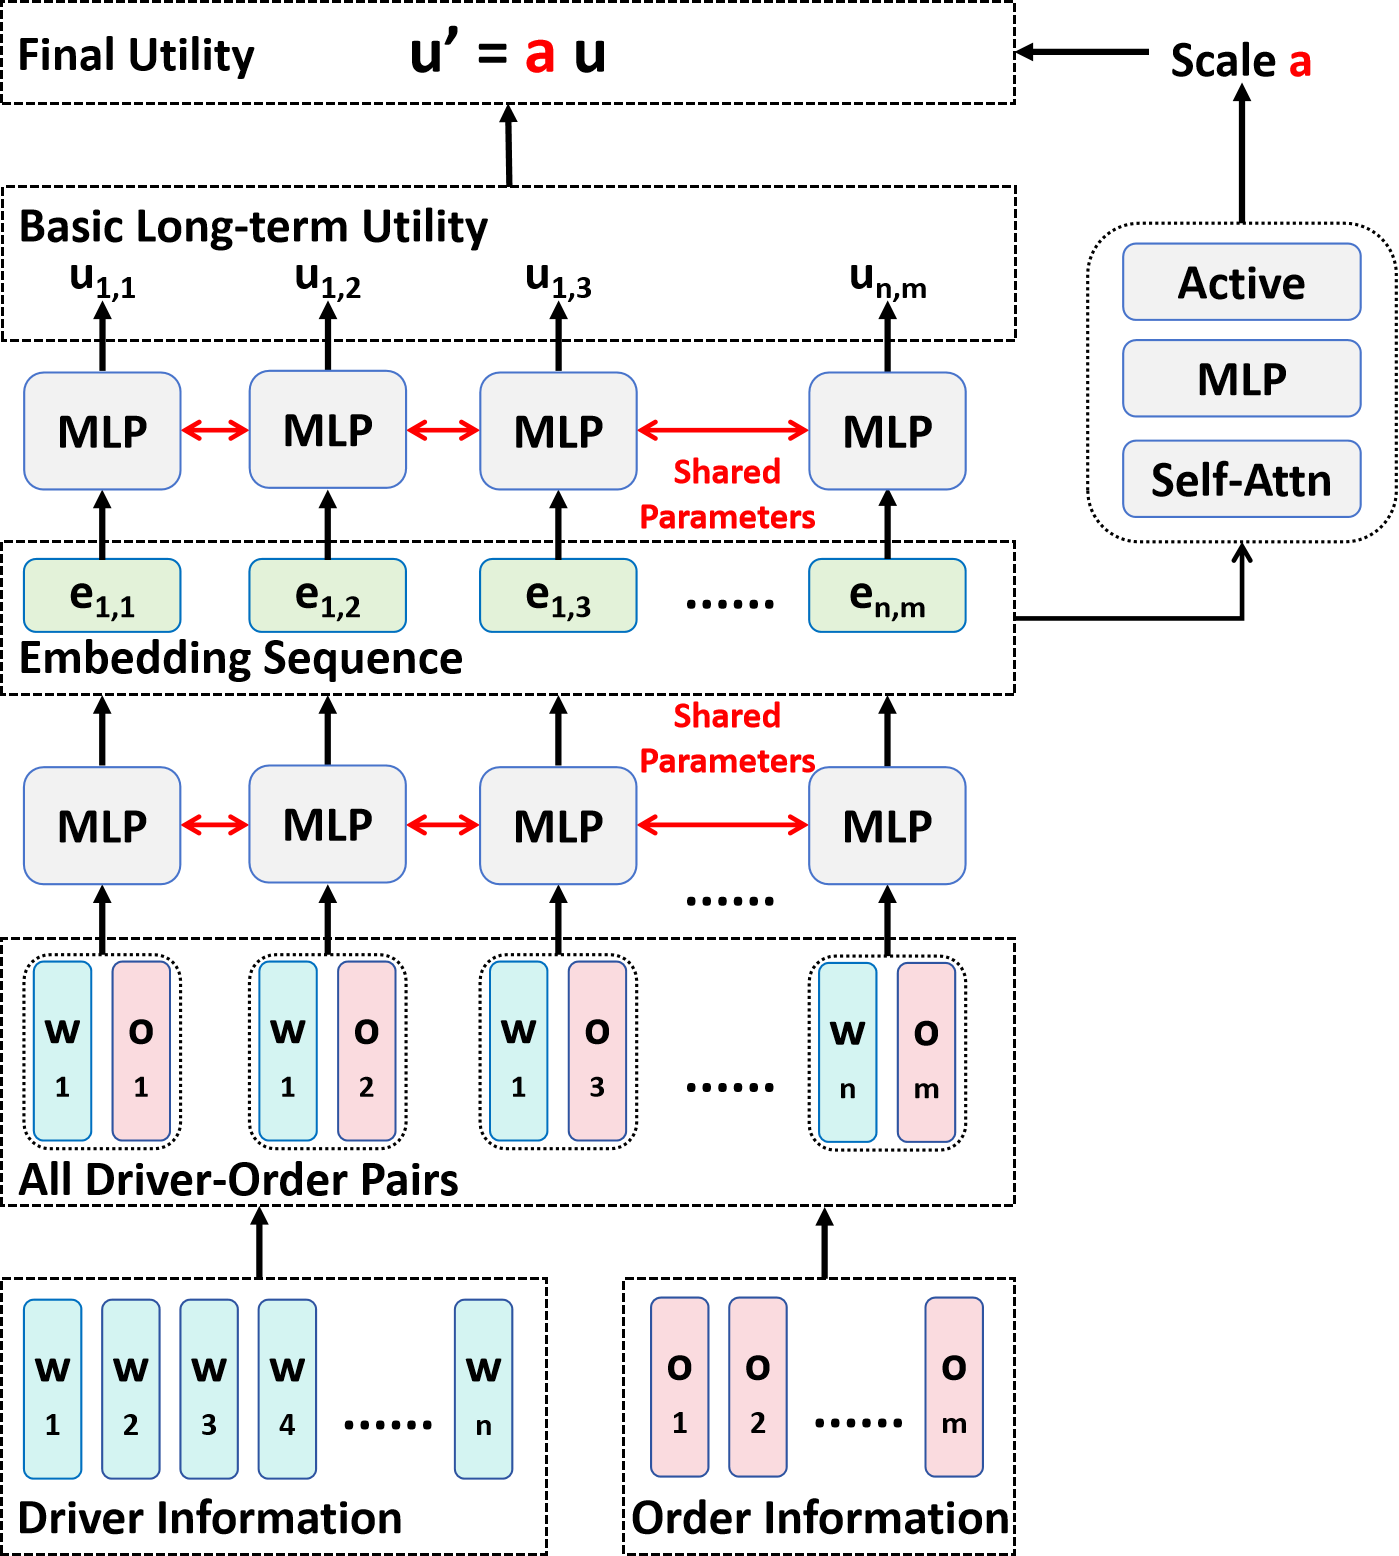 Final Utility
u’ = a u
Scale a
Basic Long-term Utility
u1,1 u1,2 u1,3 un,m
Active
MLP
Self-Attn
MLP MLP MLP MLP
Shared
Parameters
e1,1 e1,2 e1,3 ...... en,m
Embedding Sequence
Shared
Parameters
MLP MLP MLP MLP
......
w o w o w o w o
1 1 1 2 1 3 ...... n m
All Driver-Order Pairs
w w w w w
1 2 3 4 ...... n
Driver Information
o o o
1 2 ...... m
Order Information